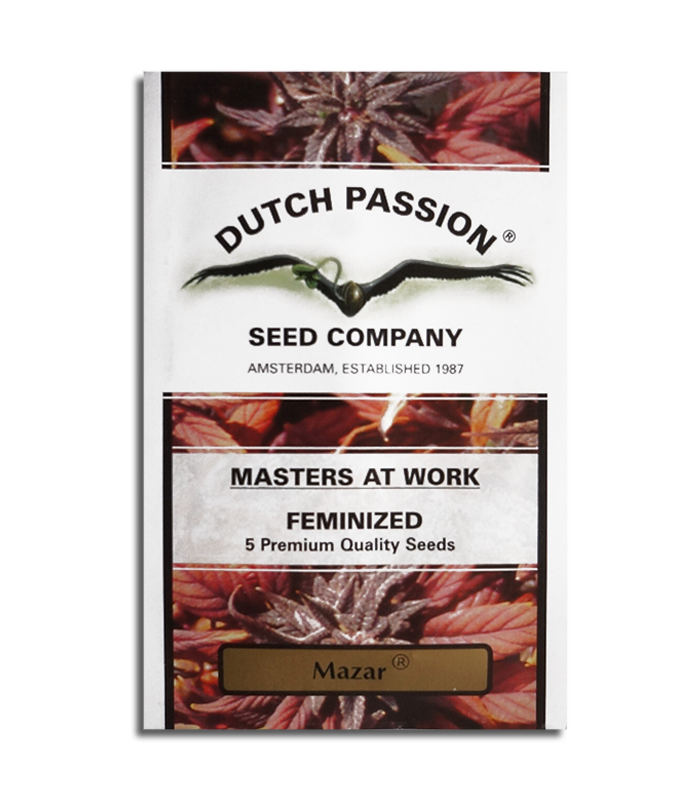 DUTCH PASSION®
SEED COMPANY
AMSTERDAM, ESTABLISHED 1987
MASTERS AT WORK
FEMINIZED
5 Premium Quality Seeds
Mazar®